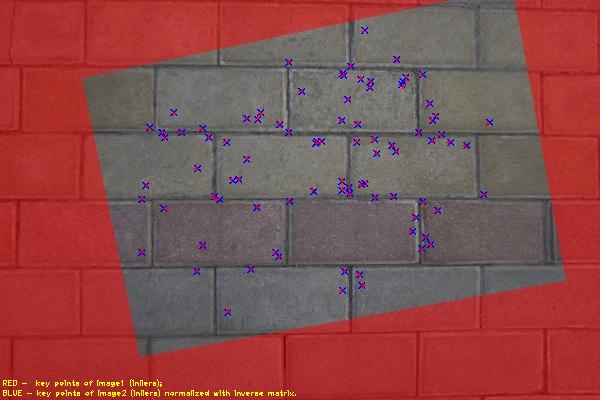 RED - key points of image1 (inliers);
BLUE - key points of image2 (inliers) normalized with inverse matrix.